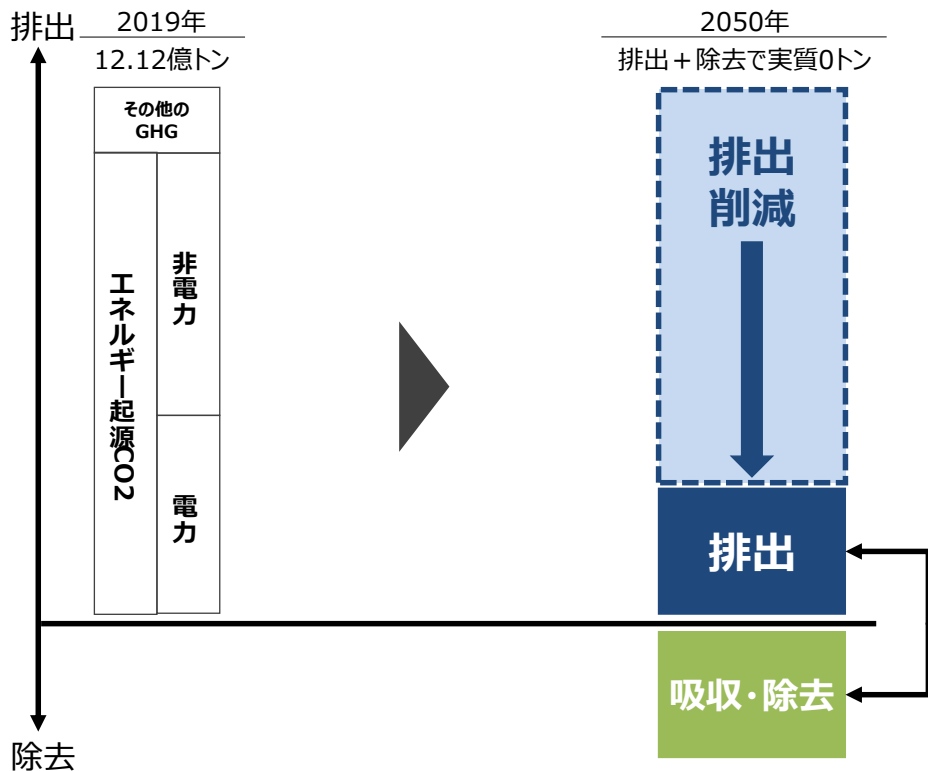 排出
2019年
12.12億トン
その他の
GHG
エネルギー起源CO2
非電力
電力
2050年
排出＋除去で実質0トン
排出
削減
排出
吸収・除去
除去